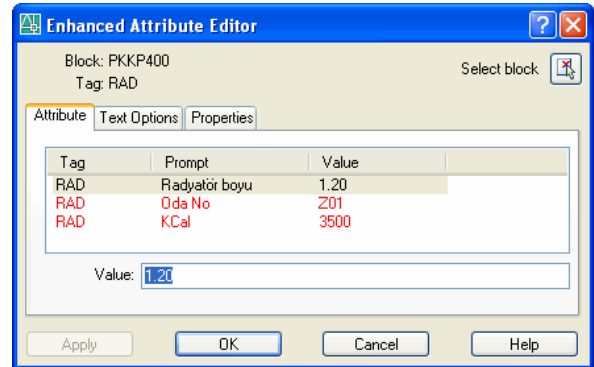 Enhanced Attribute Editor
Block: PKKP400
Tag: RAD
Select block
Attribute Text Options Properties
Tag Prompt Value
RAD Radyatör boyu 1.20
RAD Oda No Z01
RAD KCal 3500
Value: 1.20
Apply OK Cancel Help